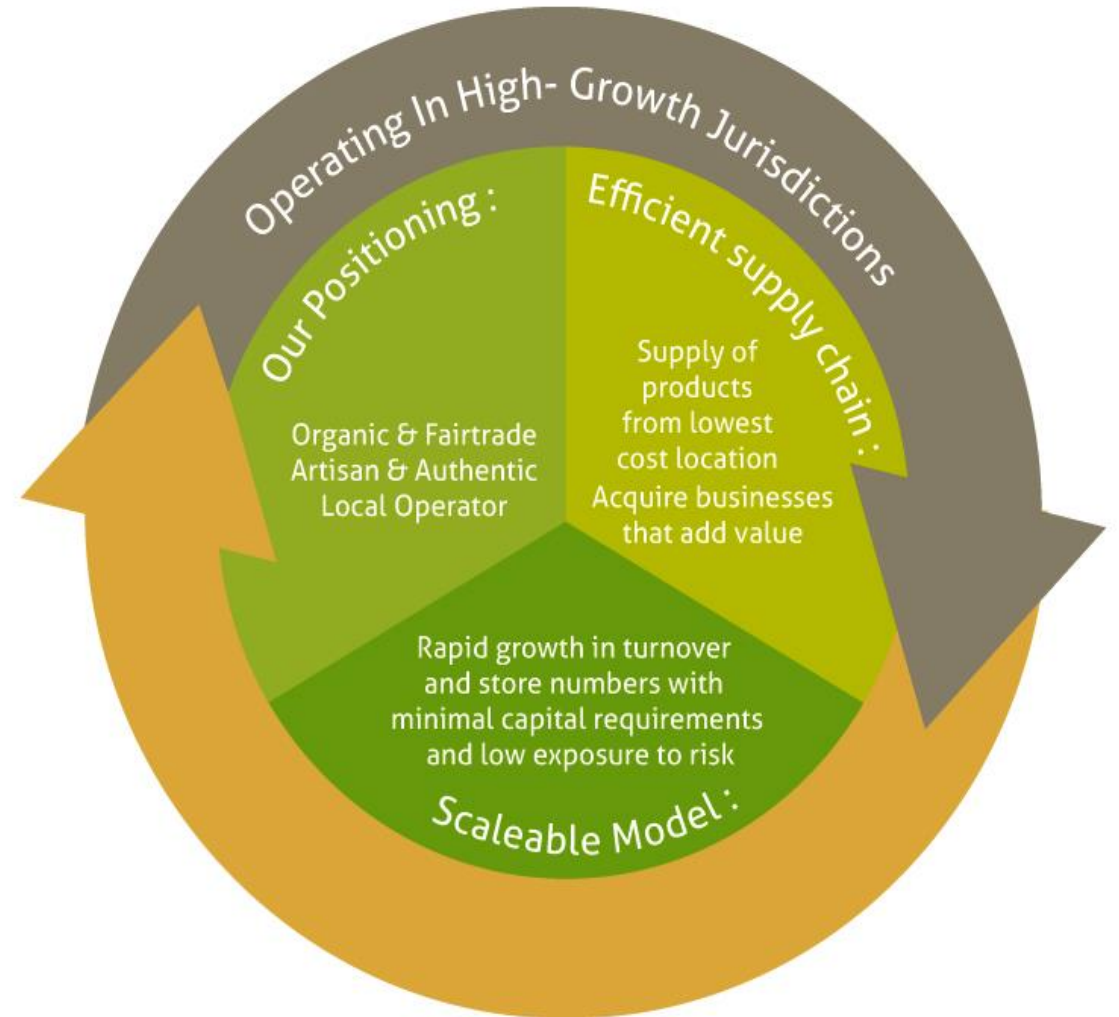 Operating In High- Growth Jurisdictions
Our Positioning :
Organic & Fairtrade
Artisan & Authentic
Local Operator
Efficient supply chain :
Supply of
products
from lowest
cost location
Acquire businesses
that add value
Rapid growth in turnover
and store numbers with
minimal capital requirements
and low exposure to risk
Scaleable Model :